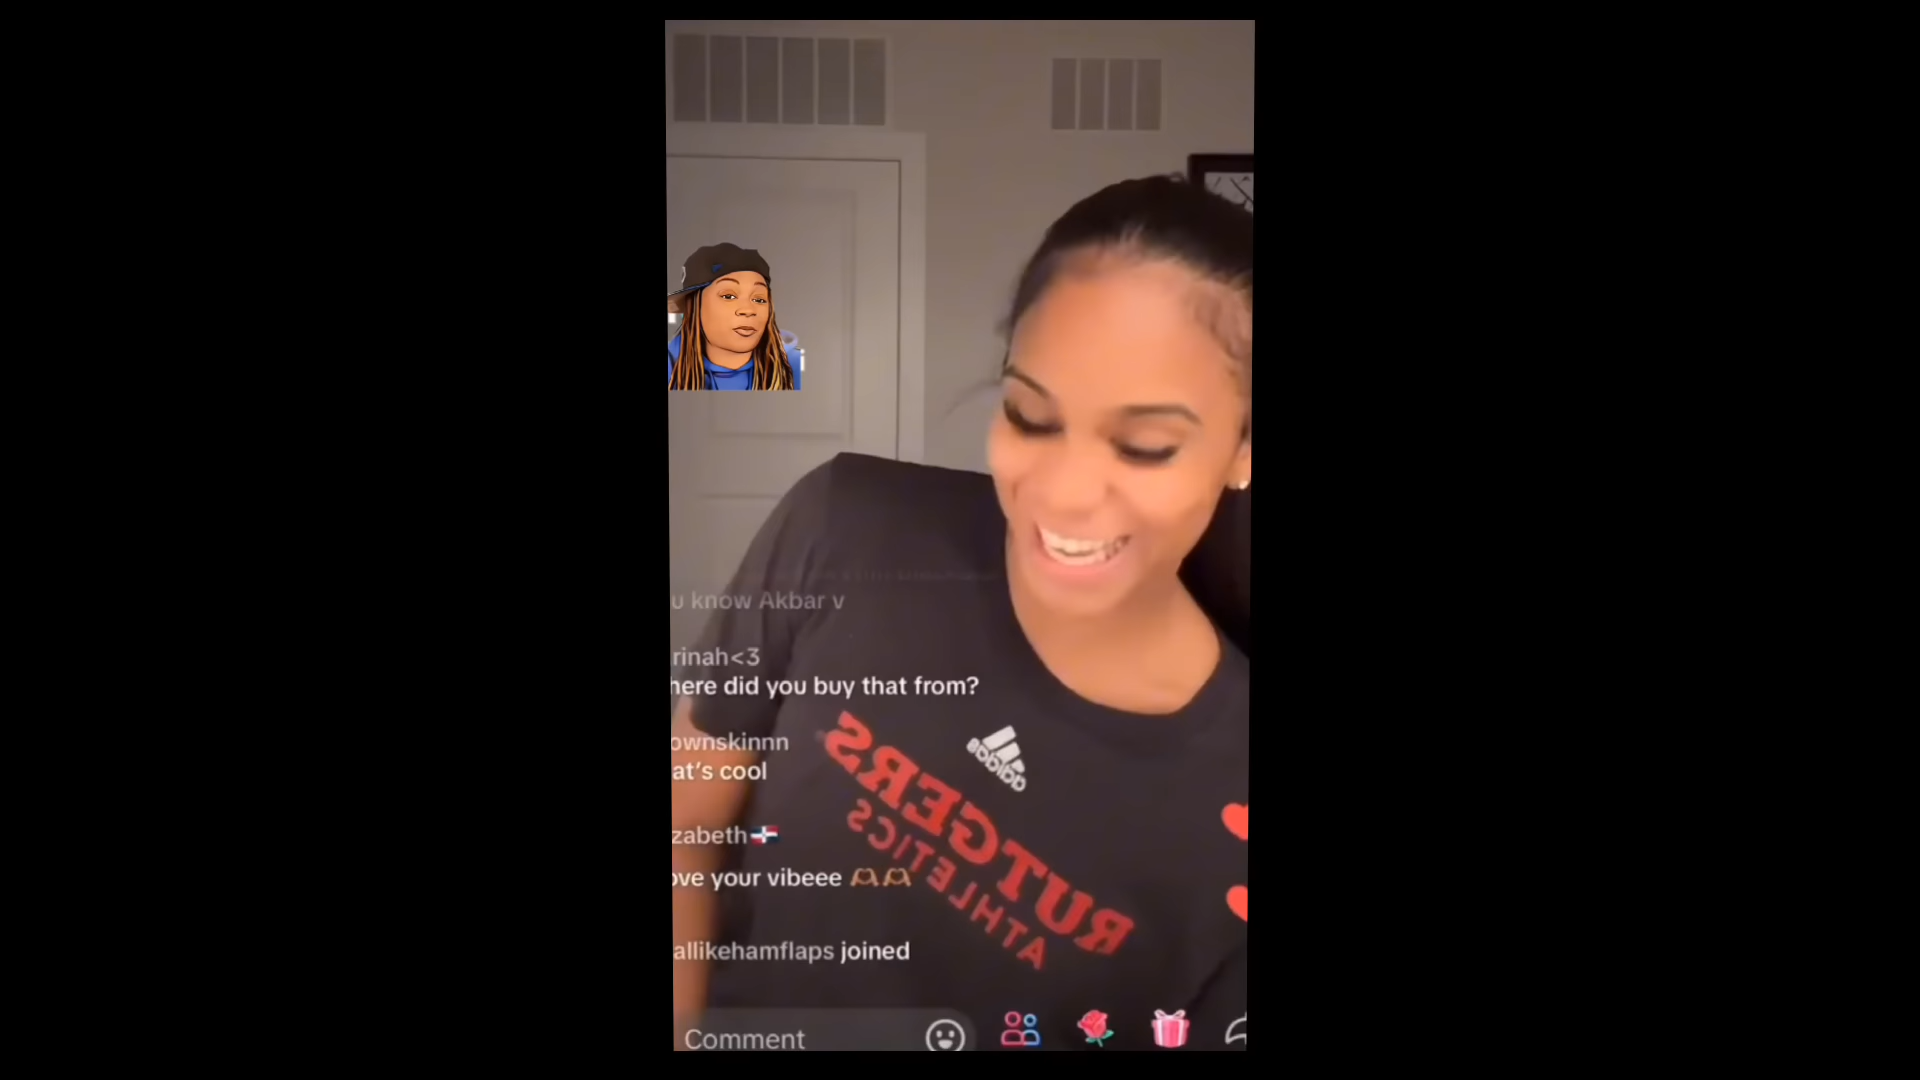 u know Akbar v
rinah<3
here did you buy that from?
ownskinnn
at's cool
zabeth🇩🇴
ove your vibeee 🫶🏽🫶🏽
allikehamflaps joined
adidas
RUTGERS
ATHLETICS
Comment